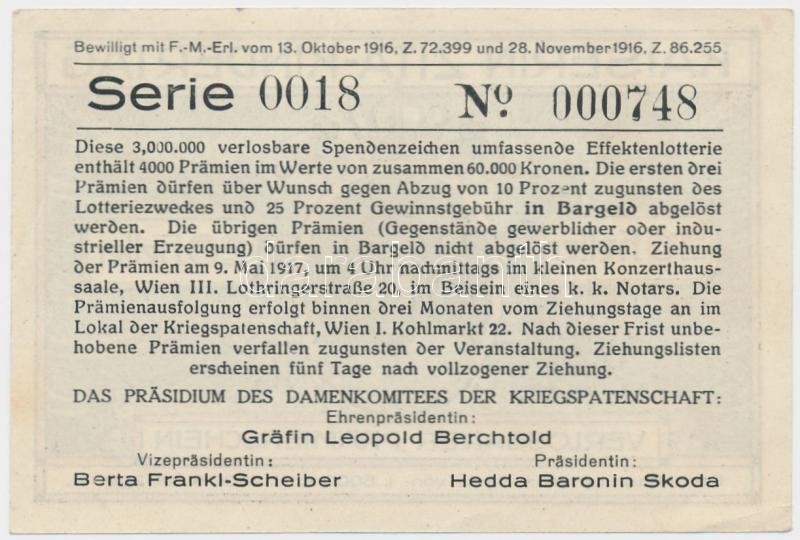 Bewilligt mit F.-M.-Erl. vom 13. Oktober 1916, Z. 72.399 und 28. November 1916, Z. 86.255
Serie 0018 No. 000748
Diese 3,000.000 verlosbare Spendenzeichen umfassende Effektenlotterie
enthält 4000 Prämien im Werte von zusammen 60.000 Kronen. Die ersten drei
Prämien dürfen über Wunsch gegen Abzug von 10 Prozent zugunsten des
Lotteriezweckes und 25 Prozent Gewinnstgebühr in Bargeld abgelöst
werden. Die übrigen Prämien (Gegenstände gewerblicher oder indu-
strieller Erzeugung) dürfen in Bargeld nicht abgelöst werden. Ziehung
der Prämien am 9. Mai 1917, um 4 Uhr nachmittags im kleinen Konzerthaus-
saale, Wien III. Lothringerstraße 20, im Beisein eines k. k. Notars. Die
Prämienausfolgung erfolgt binnen drei Monaten vom Ziehungstage an im
Lokal der Kriegspatenschaft, Wien I. Kohlmarkt 22. Nach dieser Frist unbe-
hobene Prämien verfallen zugunsten der Veranstaltung. Ziehungslisten
erscheinen fünf Tage nach vollzogener Ziehung.
DAS PRÄSIDIUM DES DAMENKOMITEES DER KRIEGSPATENSCHAFT:
Ehrenpräsidentin:
Gräfin Leopold Berchtold
Vizepräsidentin: Präsidentin:
Berta Frankl-Scheiber Hedda Baronin Skoda
darabanth